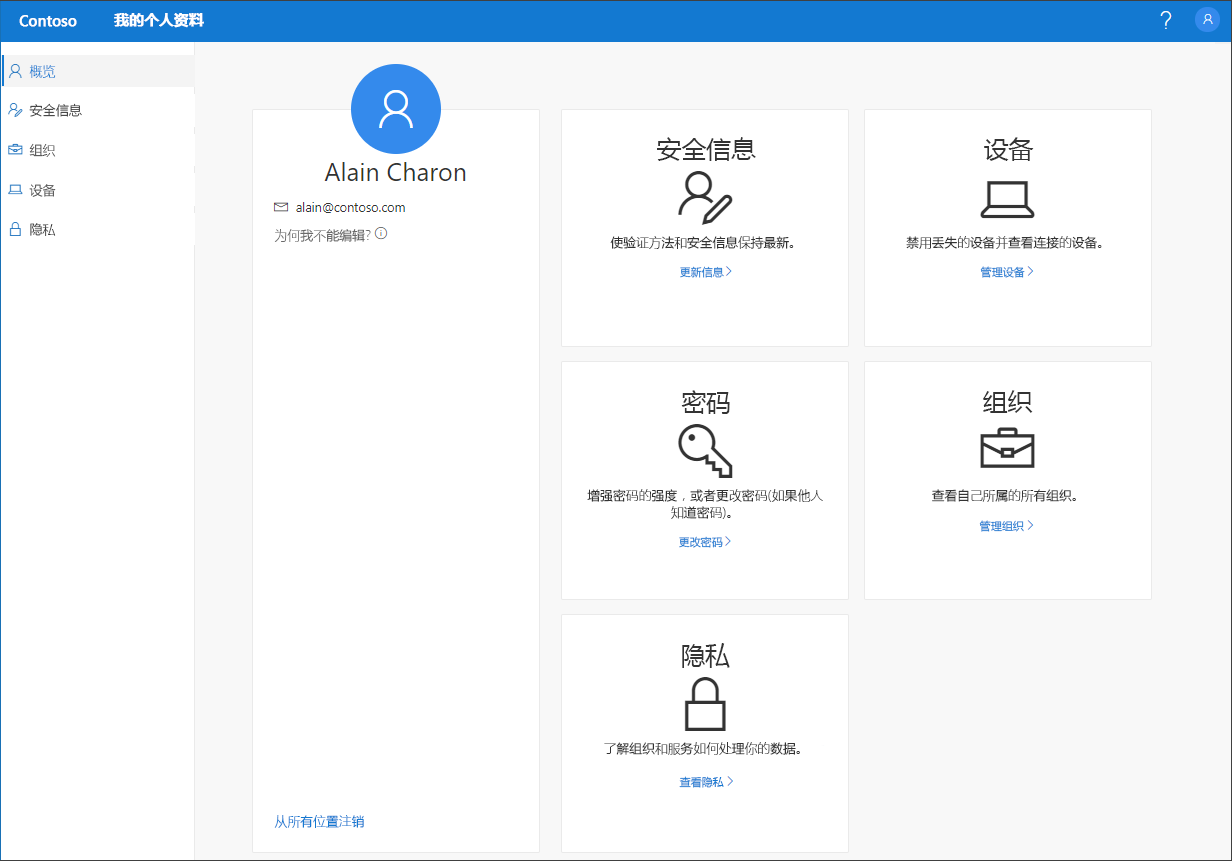 Contoso
我的个人资料
概览
安全信息
组织
设备
隐私
Alain Charon
alain@contoso.com
为何我不能编辑?
从所有位置注销
安全信息
使验证方法和安全信息保持最新。
更新信息
设备
禁用丢失的设备并查看连接的设备。
管理设备
密码
增强密码的强度，或者更改密码(如果他人
知道密码)。
更改密码
组织
查看自己所属的所有组织。
管理组织
隐私
了解组织和服务如何处理你的数据。
查看隐私